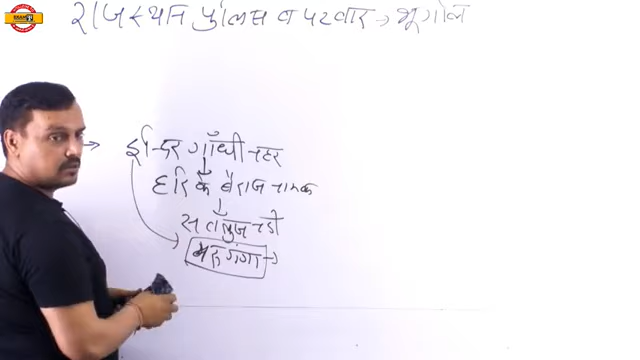 राजस्थान पुलिस व पटवार → भूगोल
→ इन्दिरा गाँधी नहर
हरिके बैराज नामक
सतलुज नदी
मरुगंगा →